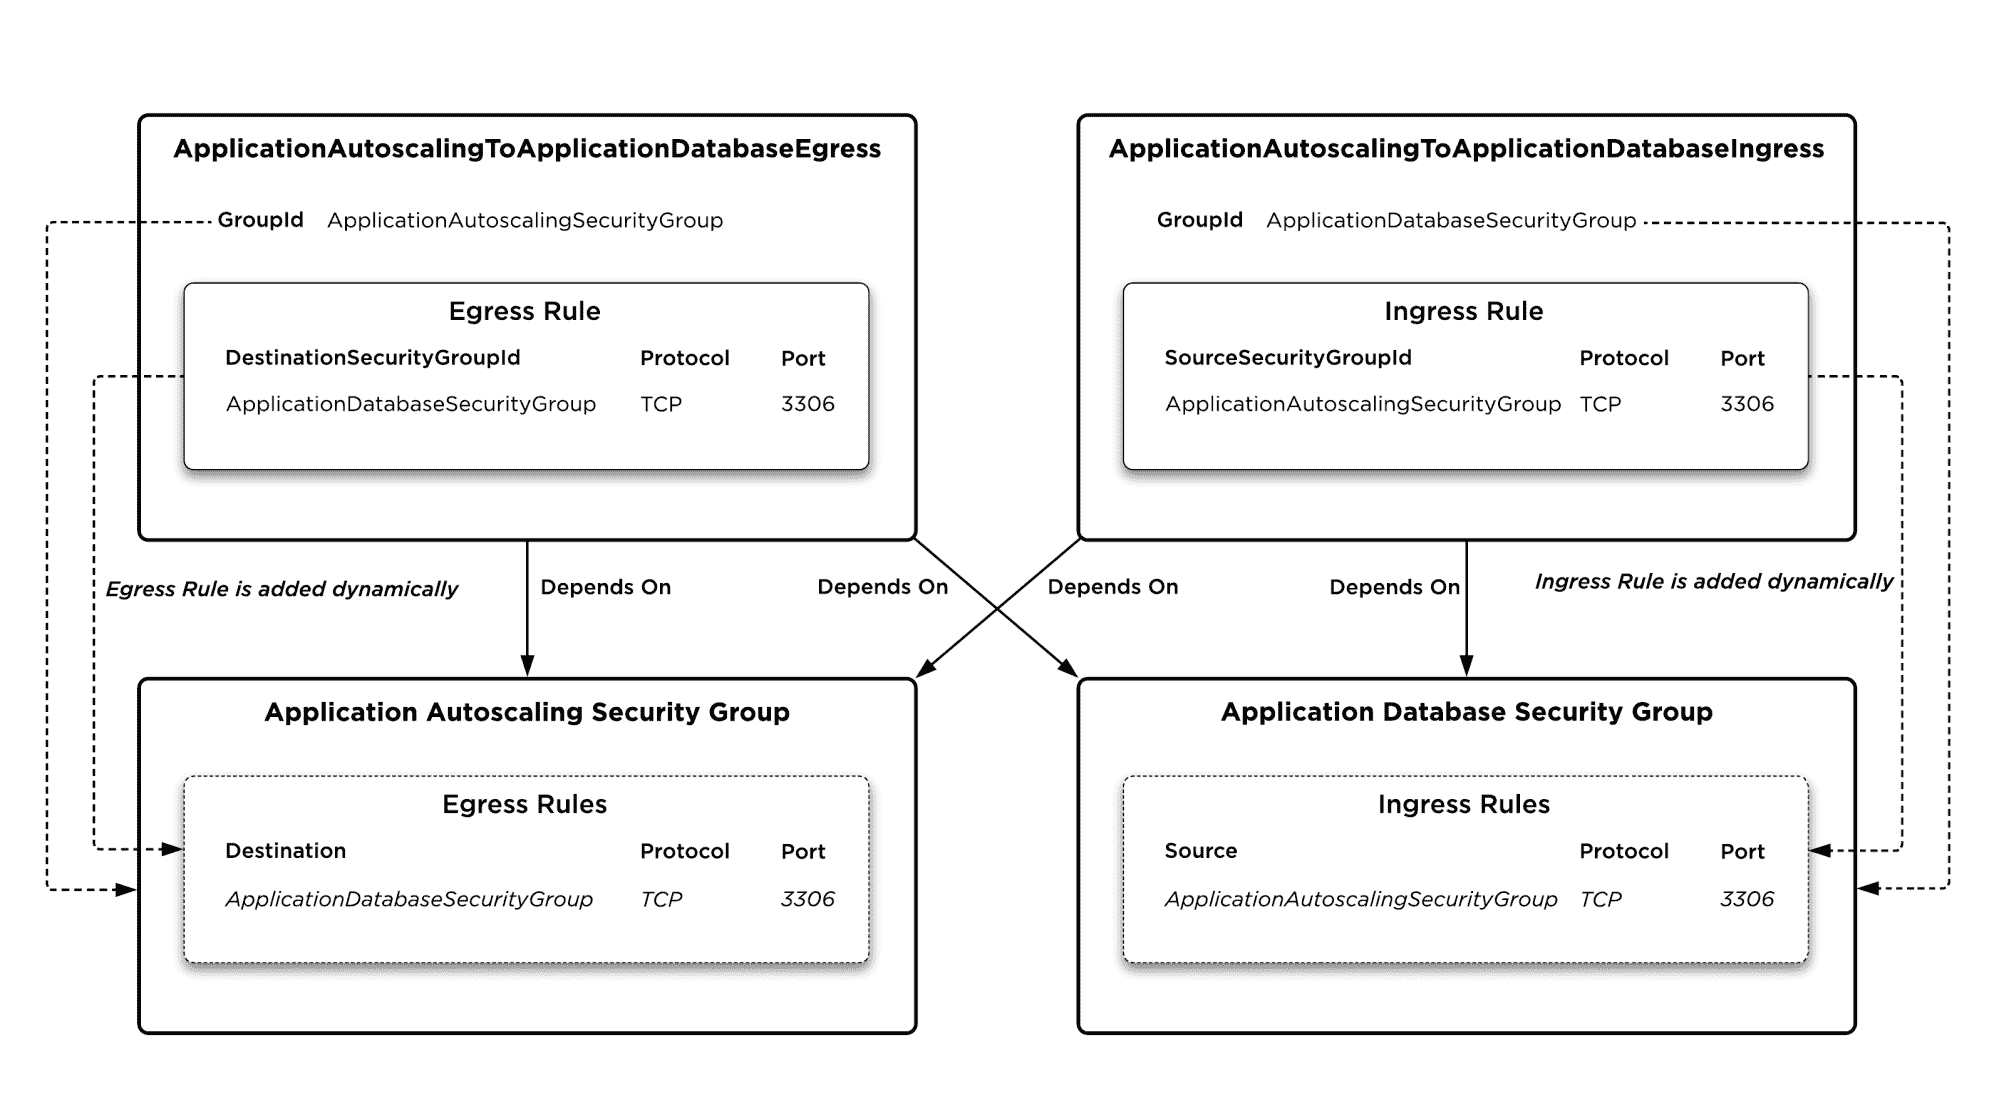 ApplicationAutoscalingToApplicationDatabaseEgress
GroupId ApplicationAutoscalingSecurityGroup
Egress Rule
DestinationSecurityGroupId Protocol Port
ApplicationDatabaseSecurityGroup TCP 3306
ApplicationAutoscalingToApplicationDatabaseIngress
GroupId ApplicationDatabaseSecurityGroup
Ingress Rule
SourceSecurityGroupId Protocol Port
ApplicationAutoscalingSecurityGroup TCP 3306
Egress Rule is added dynamically
Depends On
Depends On
Depends On
Depends On
Ingress Rule is added dynamically
Application Autoscaling Security Group
Egress Rules
Destination Protocol Port
ApplicationDatabaseSecurityGroup TCP 3306
Application Database Security Group
Ingress Rules
Source Protocol Port
ApplicationAutoscalingSecurityGroup TCP 3306